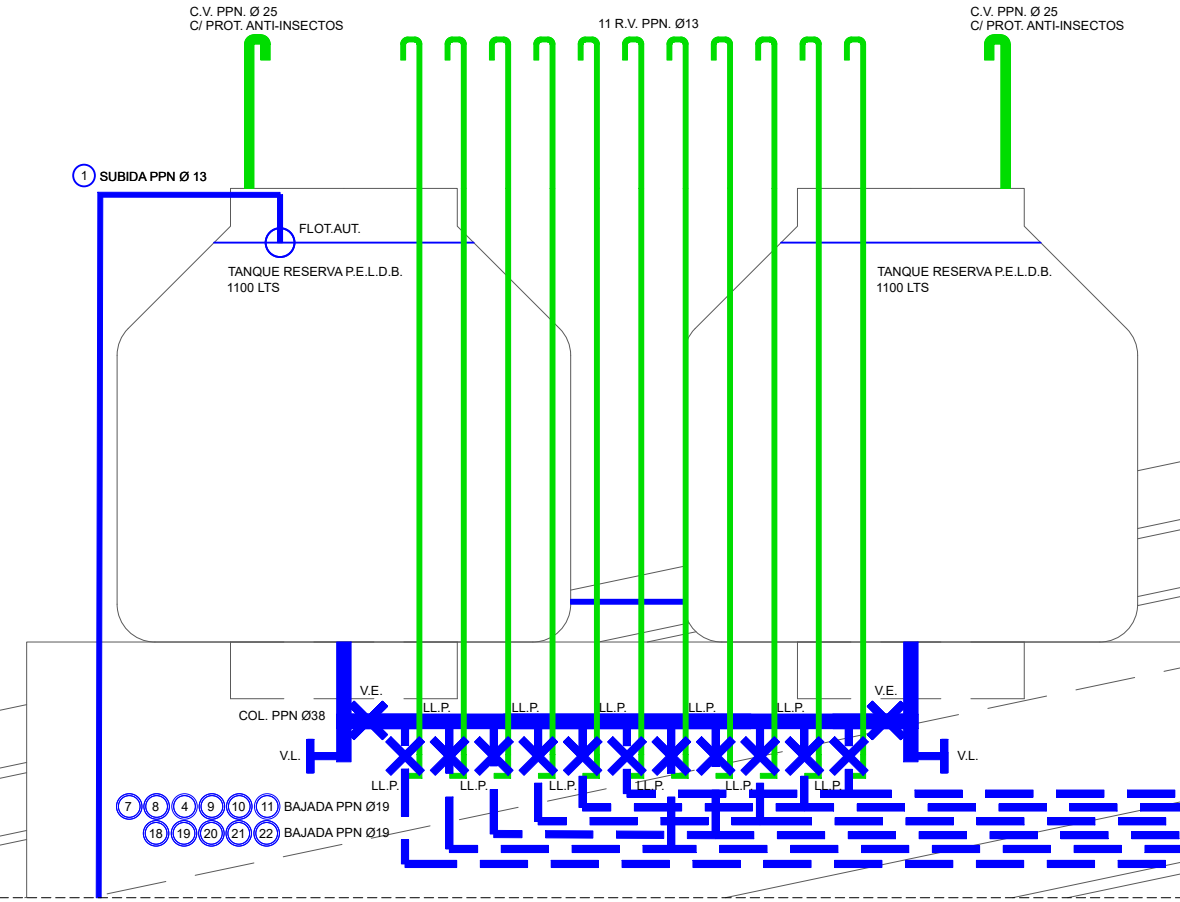 C.V. PPN. Ø 25
C/ PROT. ANTI-INSECTOS
11 R.V. PPN. Ø13
C.V. PPN. Ø 25
C/ PROT. ANTI-INSECTOS
1 SUBIDA PPN Ø 13
FLOT.AUT.
TANQUE RESERVA P.E.L.D.B.
1100 LTS
TANQUE RESERVA P.E.L.D.B.
1100 LTS
V.E.
V.E.
COL. PPN Ø38
LL.P.
LL.P.
LL.P.
LL.P.
LL.P.
V.L.
V.L.
LL.P.
LL.P.
LL.P.
LL.P.
LL.P.
LL.P.
7 8 4 9 10 11 BAJADA PPN Ø19
18 19 20 21 22 BAJADA PPN Ø19